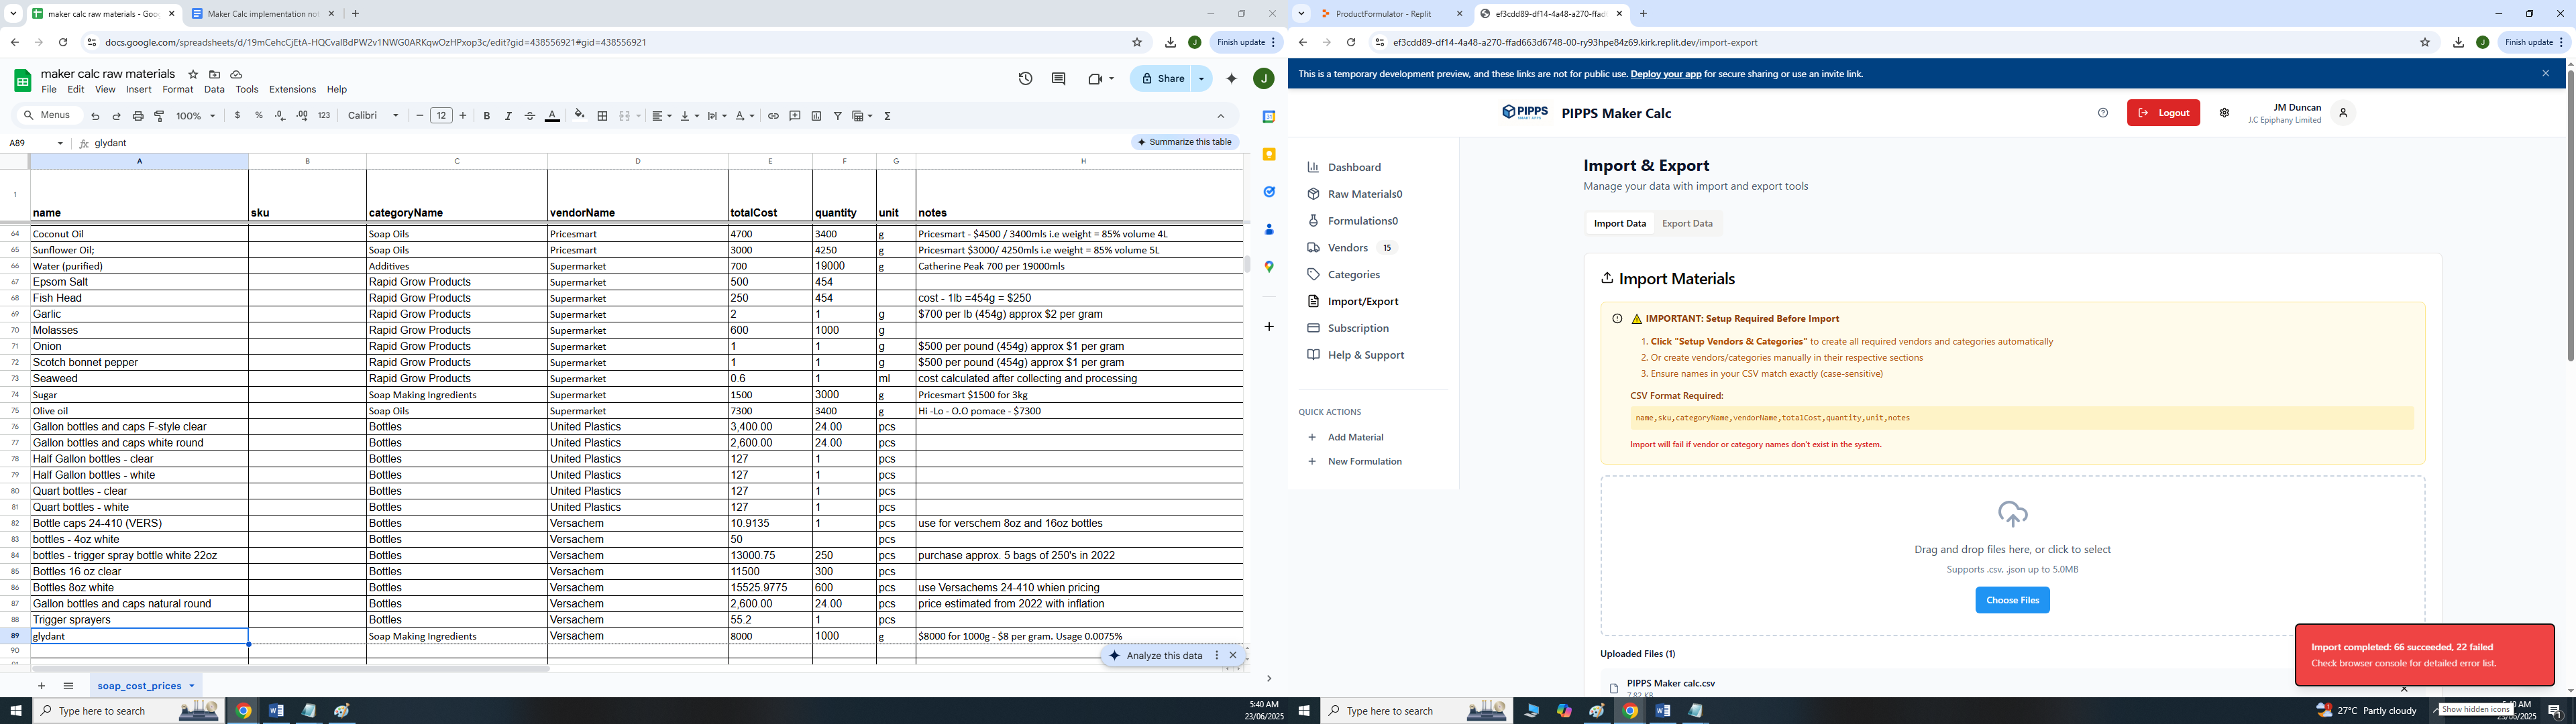 maker calc raw materials - Goo
Maker Calc implementation not
docs.google.com/spreadsheets/d/19mCehcCjEtA-HQCvalBdPW2v1NWG0ARKqwOzHPxop3c/edit?gid=438556921#gid=438556921
Finish update
maker calc raw materials
File Edit View Insert Format Data Tools Extensions Help
Share
J
Menus 100% $ % .0 .00 123 Calibri 12
A89 glydant
Summarize this table
A B C D E F G H
1 name sku categoryName vendorName totalCost quantity unit notes
64 Coconut Oil Soap Oils Pricesmart 4700 3400 g Pricesmart - $4500 / 3400mls i.e weight = 85% volume 4L
65 Sunflower Oil; Soap Oils Pricesmart 3000 4250 g Pricesmart $3000/ 4250mls i.e weight = 85% volume 5L
66 Water (purified) Additives Supermarket 700 19000 g Catherine Peak 700 per 19000mls
67 Epsom Salt Rapid Grow Products Supermarket 500 454
68 Fish Head Rapid Grow Products Supermarket 250 454 cost - 1lb =454g = $250
69 Garlic Rapid Grow Products Supermarket 2 1 g $700 per lb (454g) approx $2 per gram
70 Molasses Rapid Grow Products Supermarket 600 1000 g
71 Onion Rapid Grow Products Supermarket 1 1 g $500 per pound (454g) approx $1 per gram
72 Scotch bonnet pepper Rapid Grow Products Supermarket 1 1 g $500 per pound (454g) approx $1 per gram
73 Seaweed Rapid Grow Products Supermarket 0.6 1 ml cost calculated after collecting and processing
74 Sugar Soap Making Ingredients Supermarket 1500 3000 g Pricesmart $1500 for 3kg
75 Olive oil Soap Oils Supermarket 7300 3400 g Hi -Lo - O.O pomace - $7300
76 Gallon bottles and caps F-style clear Bottles United Plastics 3,400.00 24.00 pcs
77 Gallon bottles and caps white round Bottles United Plastics 2,600.00 24.00 pcs
78 Half Gallon bottles - clear Bottles United Plastics 127 1 pcs
79 Half Gallon bottles - white Bottles United Plastics 127 1 pcs
80 Quart bottles - clear Bottles United Plastics 127 1 pcs
81 Quart bottles - white Bottles United Plastics 127 1 pcs
82 Bottle caps 24-410 (VERS) Bottles Versachem 10.9135 1 pcs use for verschem 8oz and 16oz bottles
83 bottles - 4oz white Bottles Versachem 50 pcs
84 bottles - trigger spray bottle white 22oz Bottles Versachem 13000.75 250 pcs purchase approx. 5 bags of 250's in 2022
85 Bottles 16 oz clear Bottles Versachem 11500 300 pcs
86 Bottles 8oz white Bottles Versachem 15525.9775 600 pcs use Versachems 24-410 whien pricing
87 Gallon bottles and caps natural round Bottles Versachem 2,600.00 24.00 pcs price estimated from 2022 with inflation
88 Trigger sprayers Bottles Versachem 55.2 1 pcs
89 glydant Soap Making Ingredients Versachem 8000 1000 g $8000 for 1000g - $8 per gram. Usage 0.0075%
90
Analyze this data
soap_cost_prices
Type here to search
5:40 AM
23/06/2025
ProductFormulator - Replit
ef3cdd89-df14-4a48-a270-ffad
ef3cdd89-df14-4a48-a270-ffad663d6748-00-ry93hpe84z69.kirk.replit.dev/import-export
Finish update
This is a temporary development preview, and these links are not for public use. Deploy your app for secure sharing or use an invite link.
PIPPS
PIPPS Maker Calc
Logout
JM Duncan
J.C Epiphany Limited
Dashboard
Raw Materials0
Formulations0
Vendors 15
Categories
Import/Export
Subscription
Help & Support
QUICK ACTIONS
Add Material
New Formulation
Import & Export
Manage your data with import and export tools
Import Data Export Data
Import Materials
IMPORTANT: Setup Required Before Import
1. Click "Setup Vendors & Categories" to create all required vendors and categories automatically
2. Or create vendors/categories manually in their respective sections
3. Ensure names in your CSV match exactly (case-sensitive)
CSV Format Required:
name,sku,categoryName,vendorName,totalCost,quantity,unit,notes
Import will fail if vendor or category names don't exist in the system.
Drag and drop files here, or click to select
Supports .csv, .json up to 5.0MB
Choose Files
Uploaded Files (1)
PIPPS Maker calc.csv
7.82 KB
Import completed: 66 succeeded, 22 failed
Check browser console for detailed error list.
Type here to search
27°C Partly cloudy
Show hidden icons